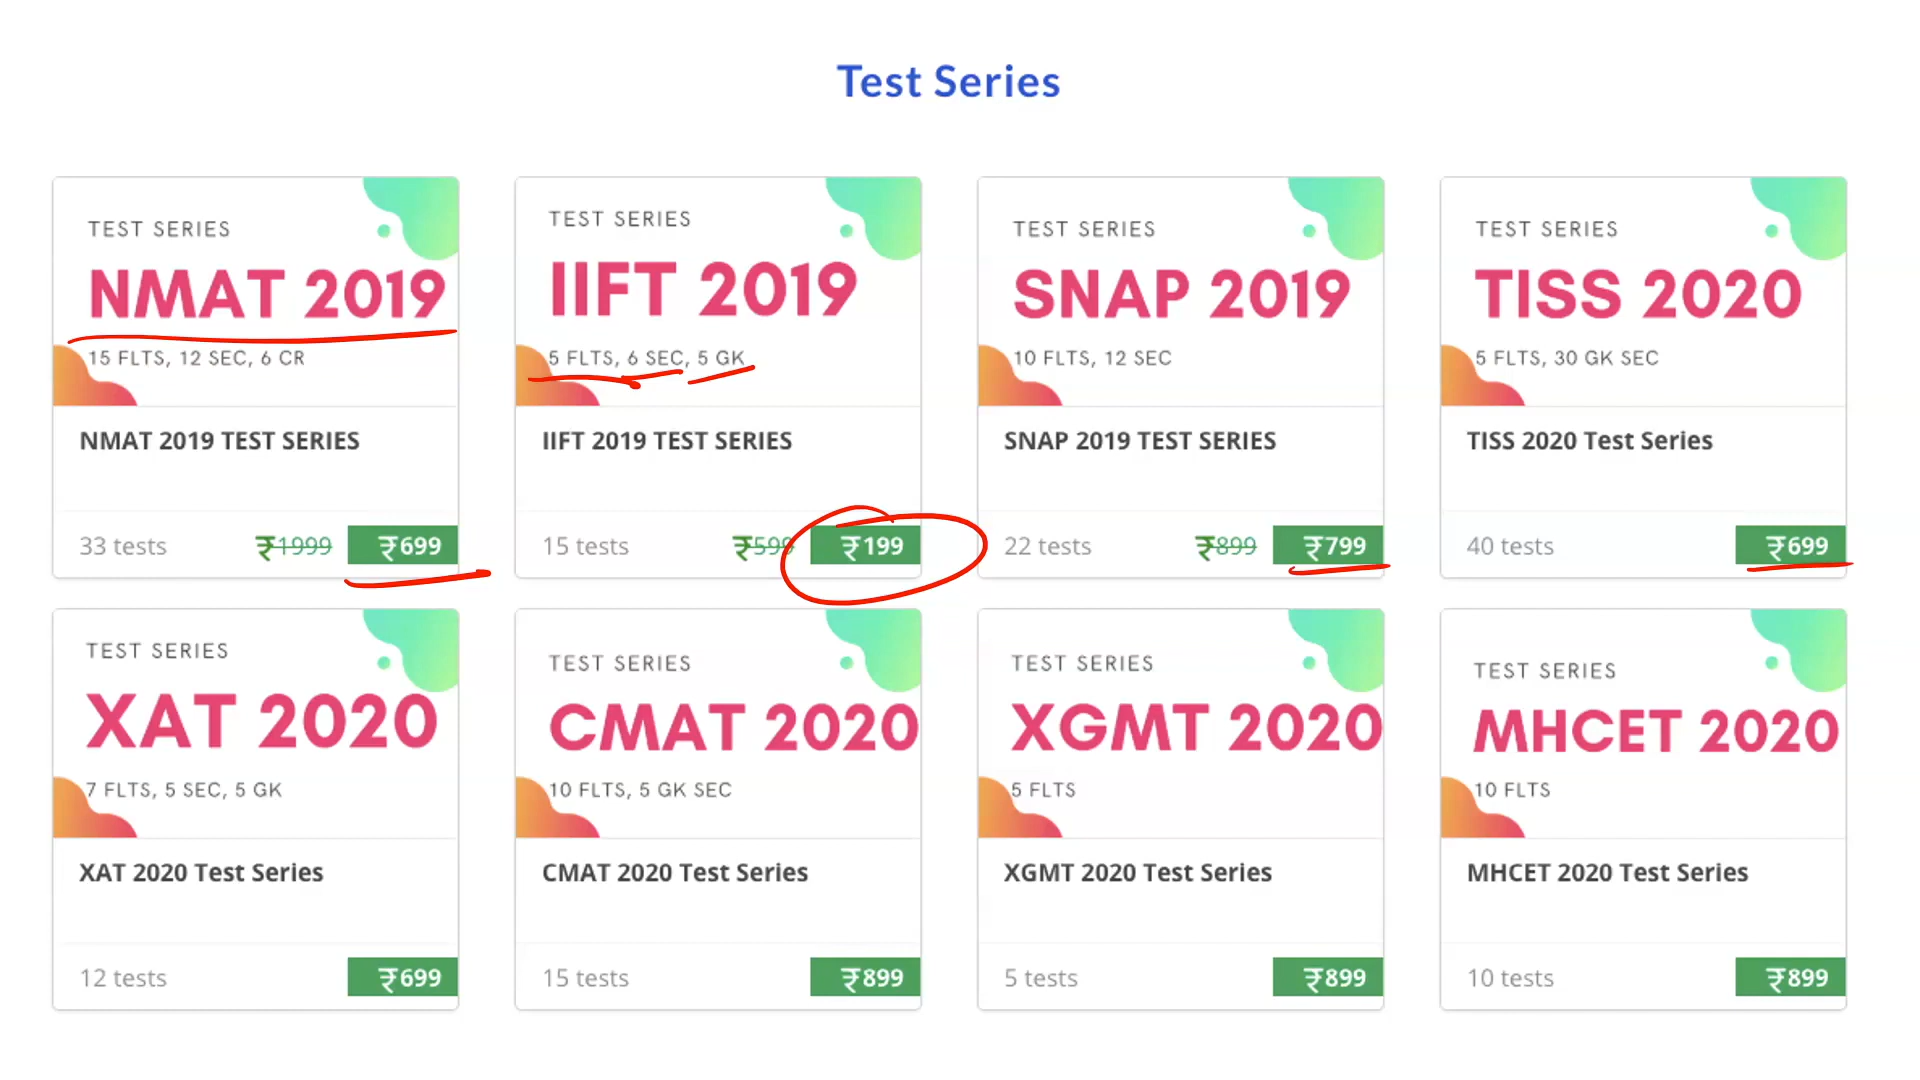 Test Series
TEST SERIES
NMAT 2019
15 FLTS, 12 SEC, 6 CR
NMAT 2019 TEST SERIES
33 tests ₹1999 ₹699
TEST SERIES
IIFT 2019
5 FLTS, 6 SEC, 5 GK
IIFT 2019 TEST SERIES
15 tests ₹599 ₹199
TEST SERIES
SNAP 2019
10 FLTS, 12 SEC
SNAP 2019 TEST SERIES
22 tests ₹899 ₹799
TEST SERIES
TISS 2020
5 FLTS, 30 GK SEC
TISS 2020 Test Series
40 tests ₹699
TEST SERIES
XAT 2020
7 FLTS, 5 SEC, 5 GK
XAT 2020 Test Series
12 tests ₹699
TEST SERIES
CMAT 2020
10 FLTS, 5 GK SEC
CMAT 2020 Test Series
15 tests ₹899
TEST SERIES
XGMT 2020
5 FLTS
XGMT 2020 Test Series
5 tests ₹899
TEST SERIES
MHCET 2020
10 FLTS
MHCET 2020 Test Series
10 tests ₹899